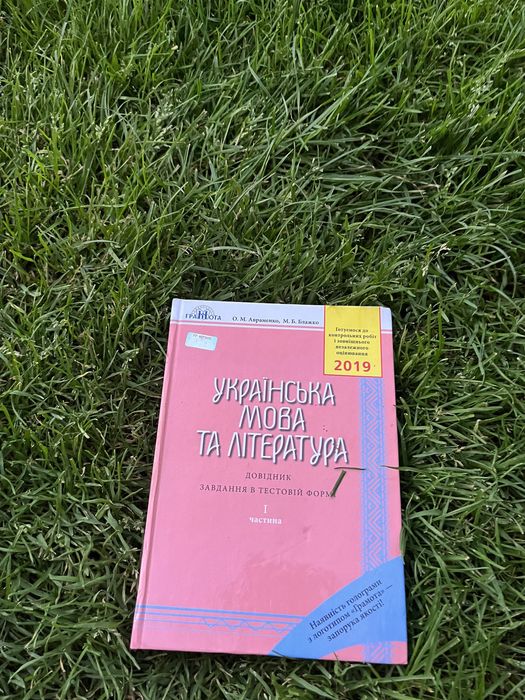 ГРАМОТА
О. М. Авраменко, М. Б. Блажко
Готуємося до
контрольних робіт
і зовнішнього
незалежного
оцінювання
2019
УКРАЇНСЬКА
МОВА
ТА ЛІТЕРАТУРА
ДОВІДНИК
ЗАВДАННЯ В ТЕСТОВІЙ ФОРМІ
I
частина
Наявність голограми
з логотипом «Грамота» –
запорука якості!